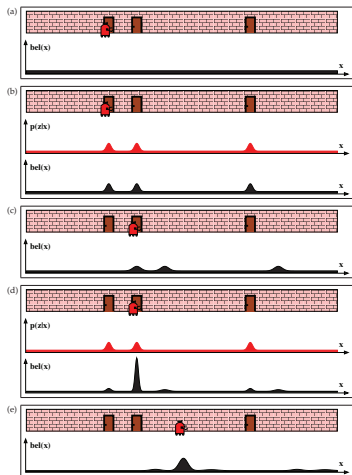 (a)
bel(x)
x
(b)
p(z|x)
x
bel(x)
x
(c)
bel(x)
x
(d)
p(z|x)
x
bel(x)
x
(e)
bel(x)
x